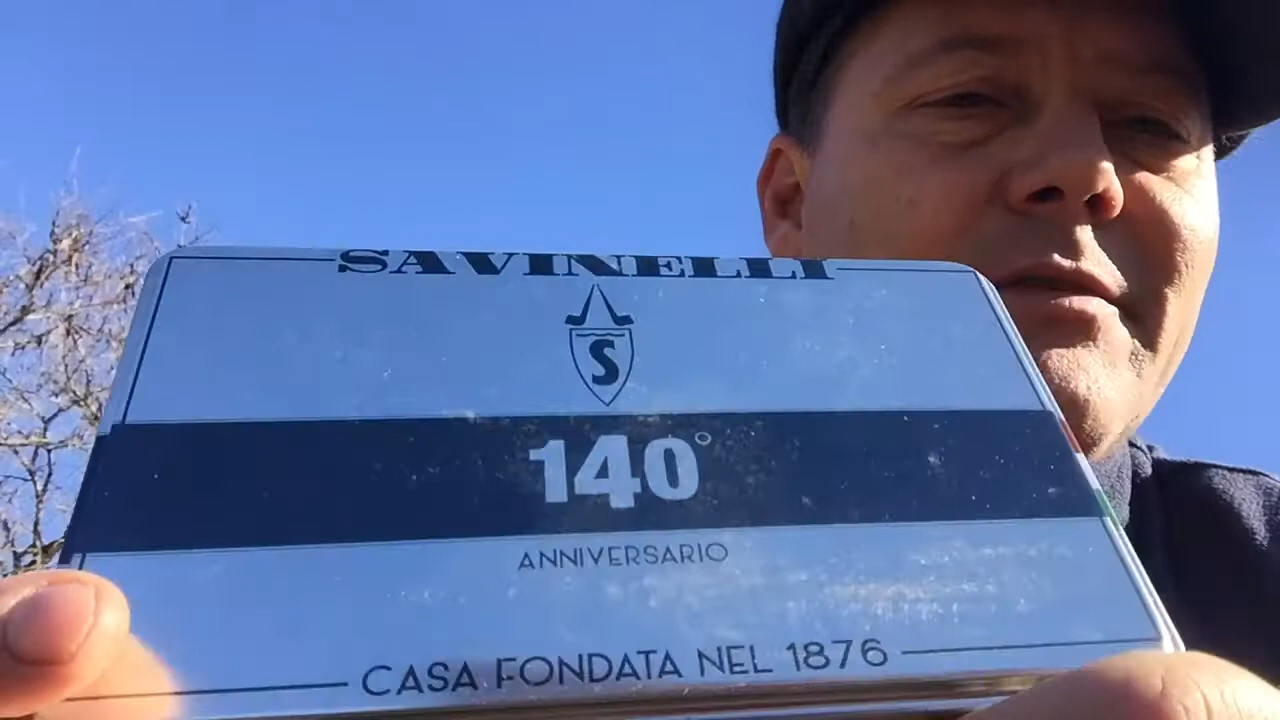 SAVINELLI
S
140°
ANNIVERSARIO
CASA FONDATA NEL 1876